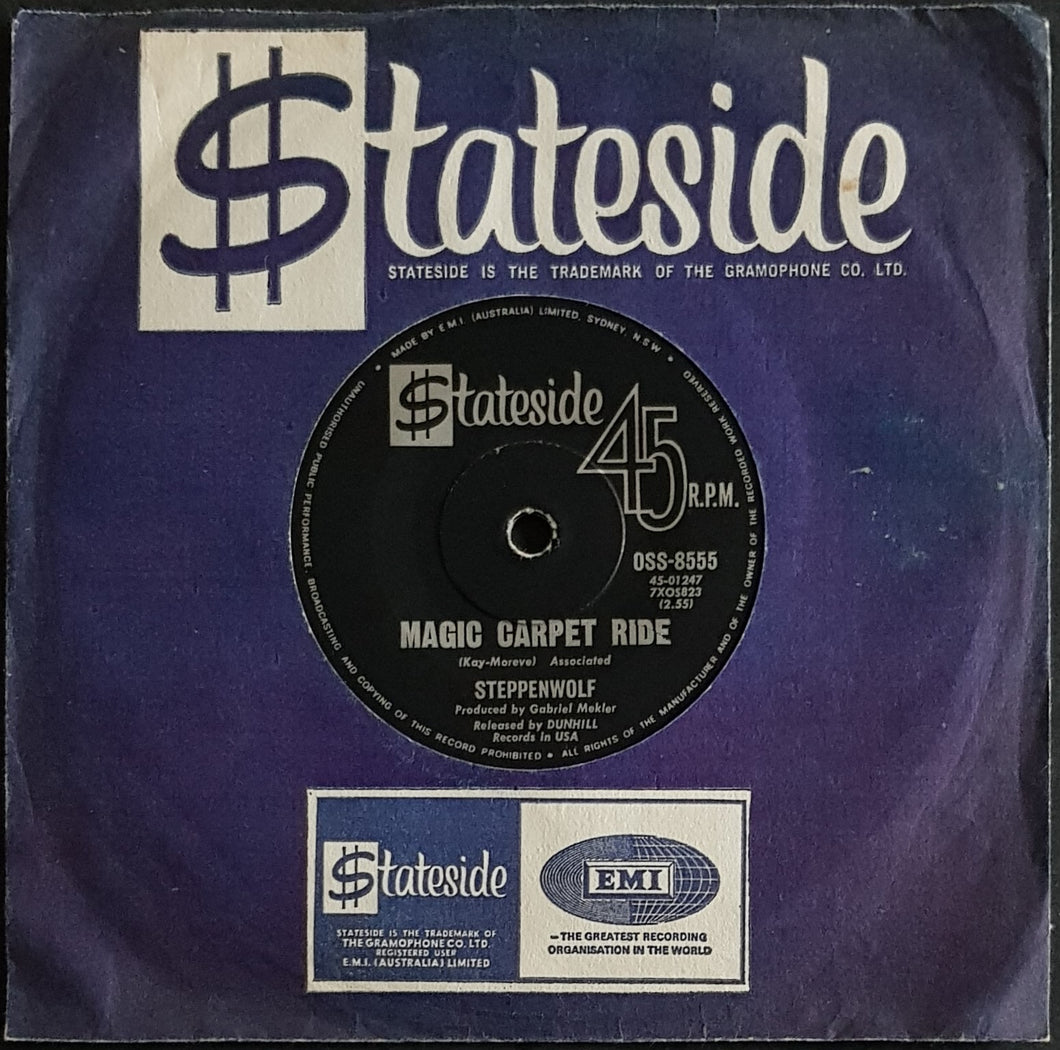 $tateside
STATESIDE IS THE TRADEMARK OF THE GRAMOPHONE CO. LTD.
MADE BY E.M.I. (AUSTRALIA) LIMITED, SYDNEY, N.S.W •
UNAUTHORISED PUBLIC PERFORMANCE, BROADCASTING AND COPYING OF THIS RECORD PROHIBITED • ALL RIGHTS OF THE MANUFACTURER AND OF THE OWNER OF THE RECORDED WORK RESERVED •
$tateside
45 R.P.M.
OSS-8555
45-01247
7XOS823
(2.55)
MAGIC CARPET RIDE
(Kay-Moreve) Associated
STEPPENWOLF
Produced by Gabriel Mekler
Released by DUNHILL
Records in USA
$tateside
STATESIDE IS THE TRADEMARK OF
THE GRAMOPHONE CO. LTD.
REGISTERED USER
E.M.I. (AUSTRALIA) LIMITED
EMI
—THE GREATEST RECORDING
ORGANISATION IN THE WORLD